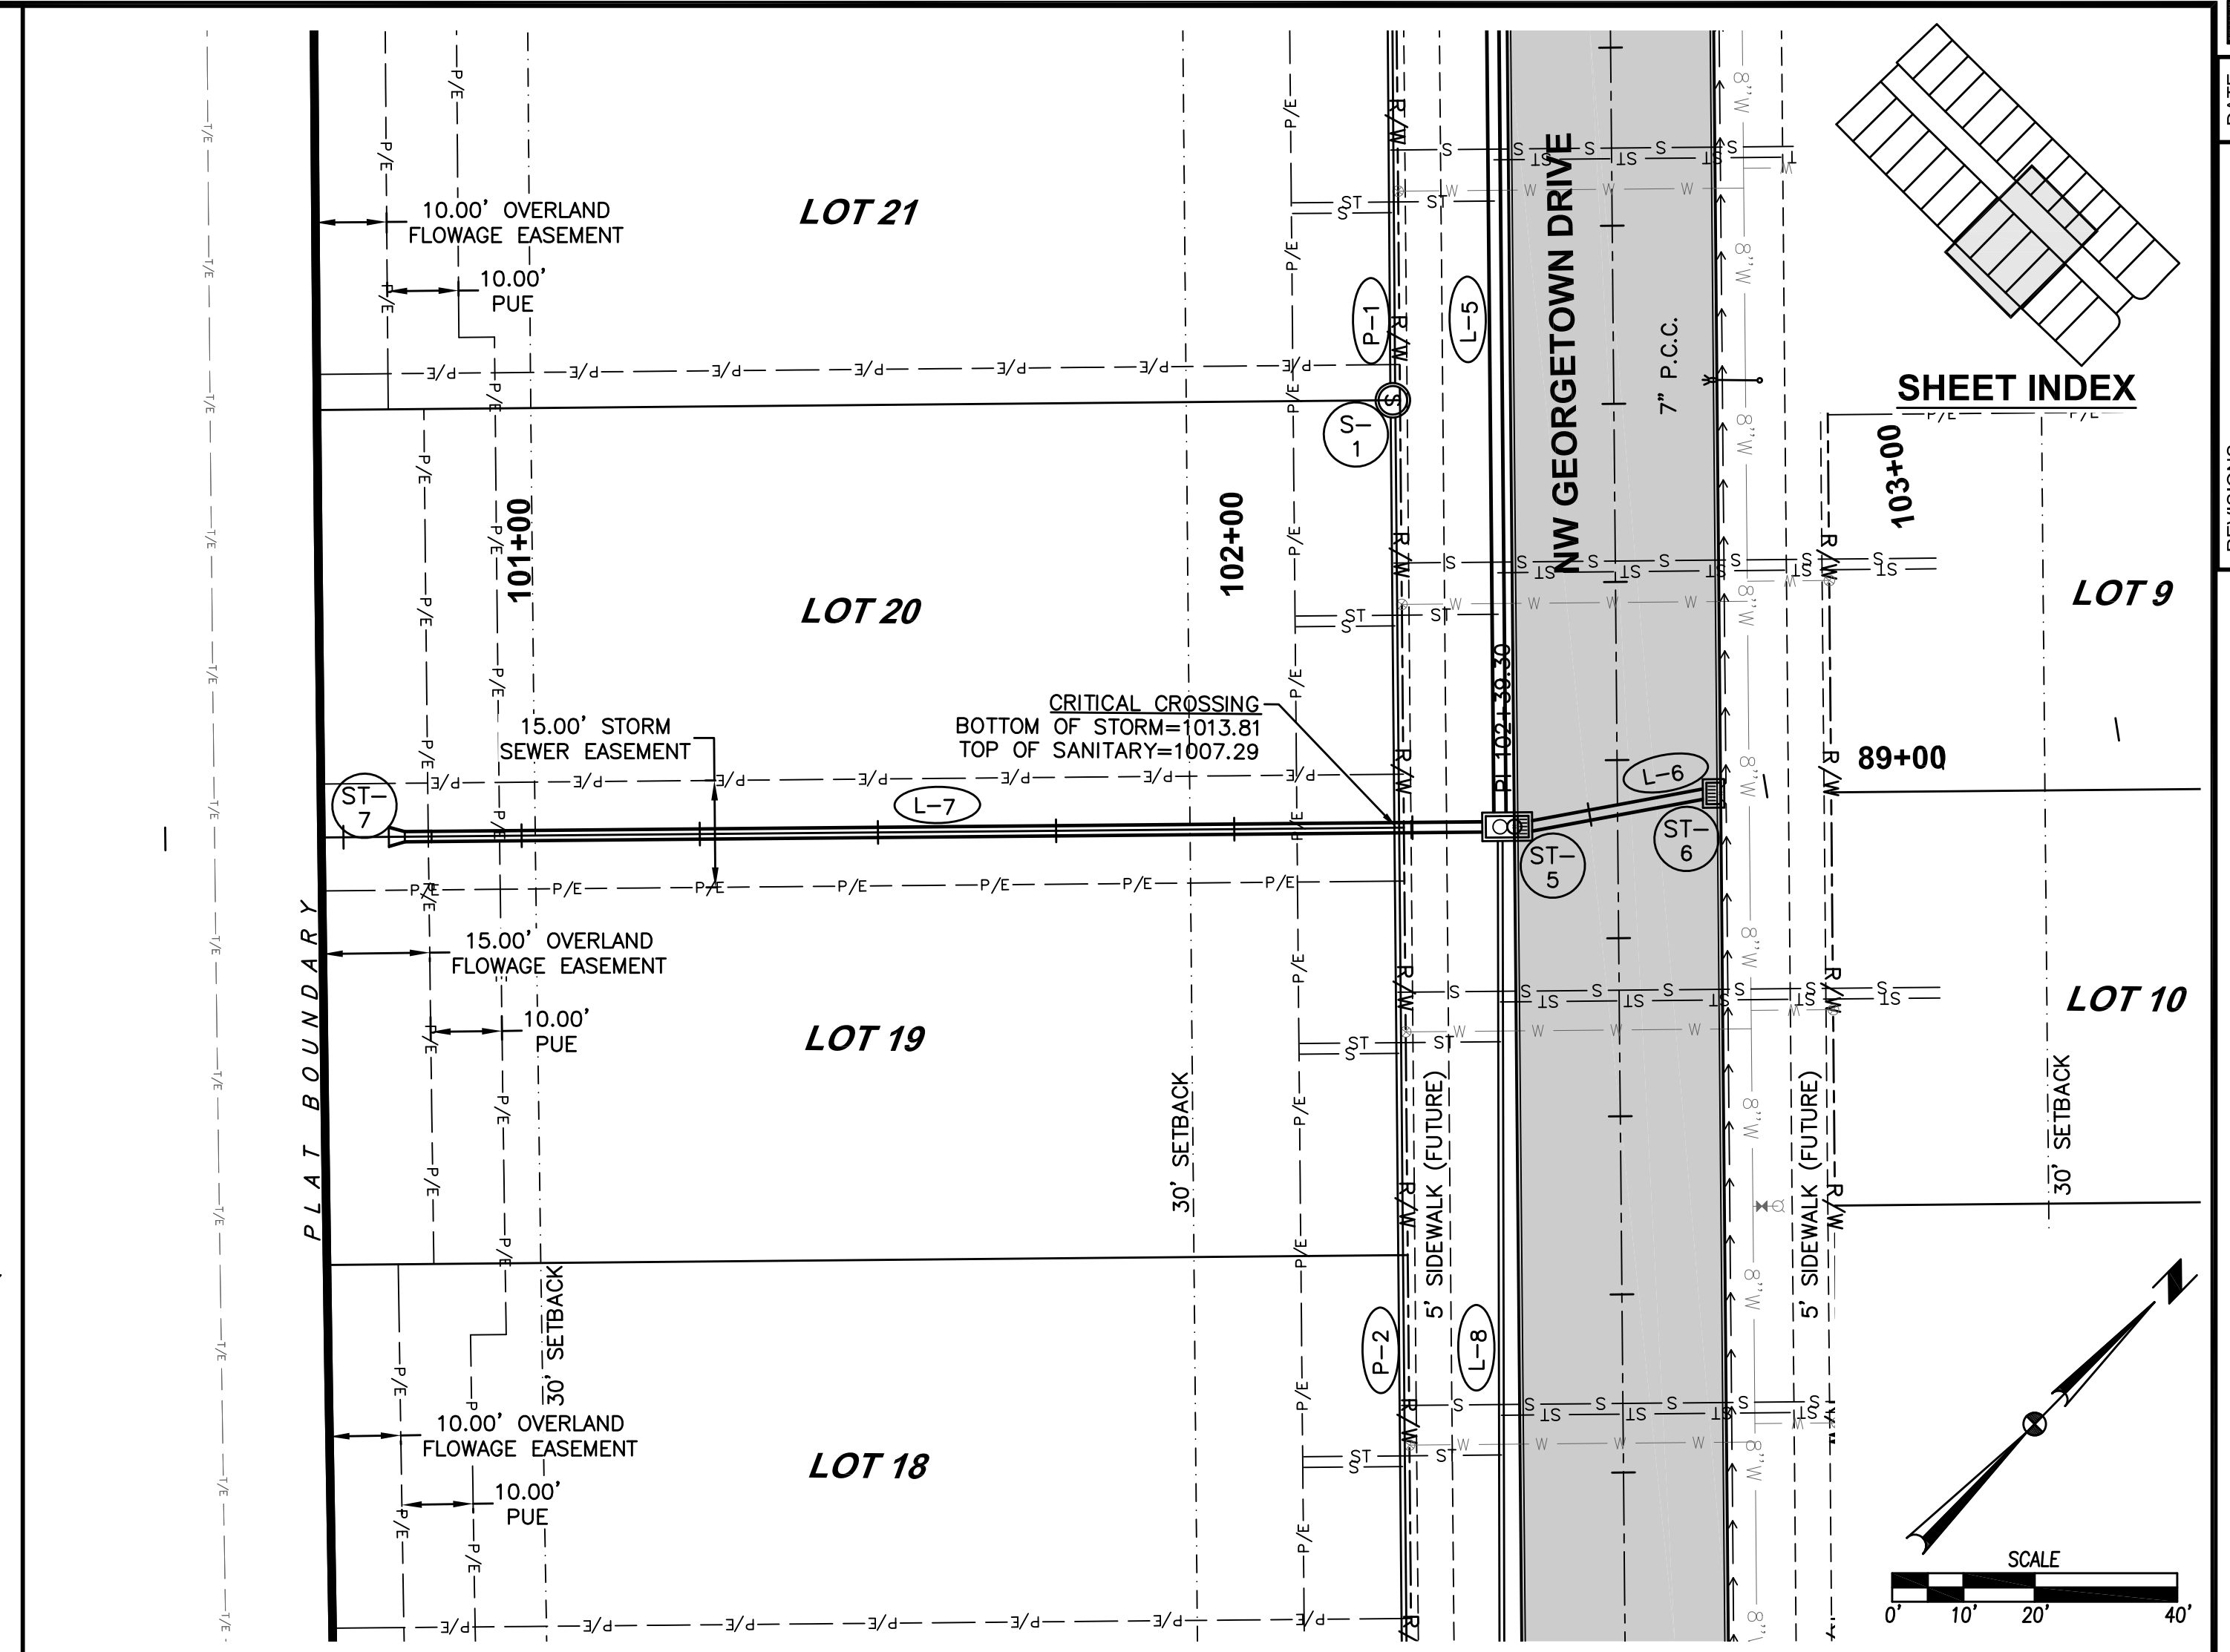 LOT 21
10.00' OVERLAND
FLOWAGE EASEMENT
10.00'
PUE
P-1
L-5
NW GEORGETOWN DRIVE
7" P.C.C.
SHEET INDEX
S-
1
101+00
102+00
103+00
LOT 20
LOT 9
CRITICAL CROSSING
BOTTOM OF STORM=1013.81
TOP OF SANITARY=1007.29
PI 102+39.30
15.00' STORM
SEWER EASEMENT
89+00
L-6
L-7
ST-
7
ST-
5
ST-
6
PLAT BOUNDARY
15.00' OVERLAND
FLOWAGE EASEMENT
10.00'
PUE
LOT 19
LOT 10
30' SETBACK
5' SIDEWALK (FUTURE)
5' SIDEWALK (FUTURE)
30' SETBACK
30' SETBACK
P-2
L-8
10.00' OVERLAND
FLOWAGE EASEMENT
10.00'
PUE
LOT 18
SCALE
0' 10' 20' 40'
P/E
T/E
R/W
8"W
S
ST
W